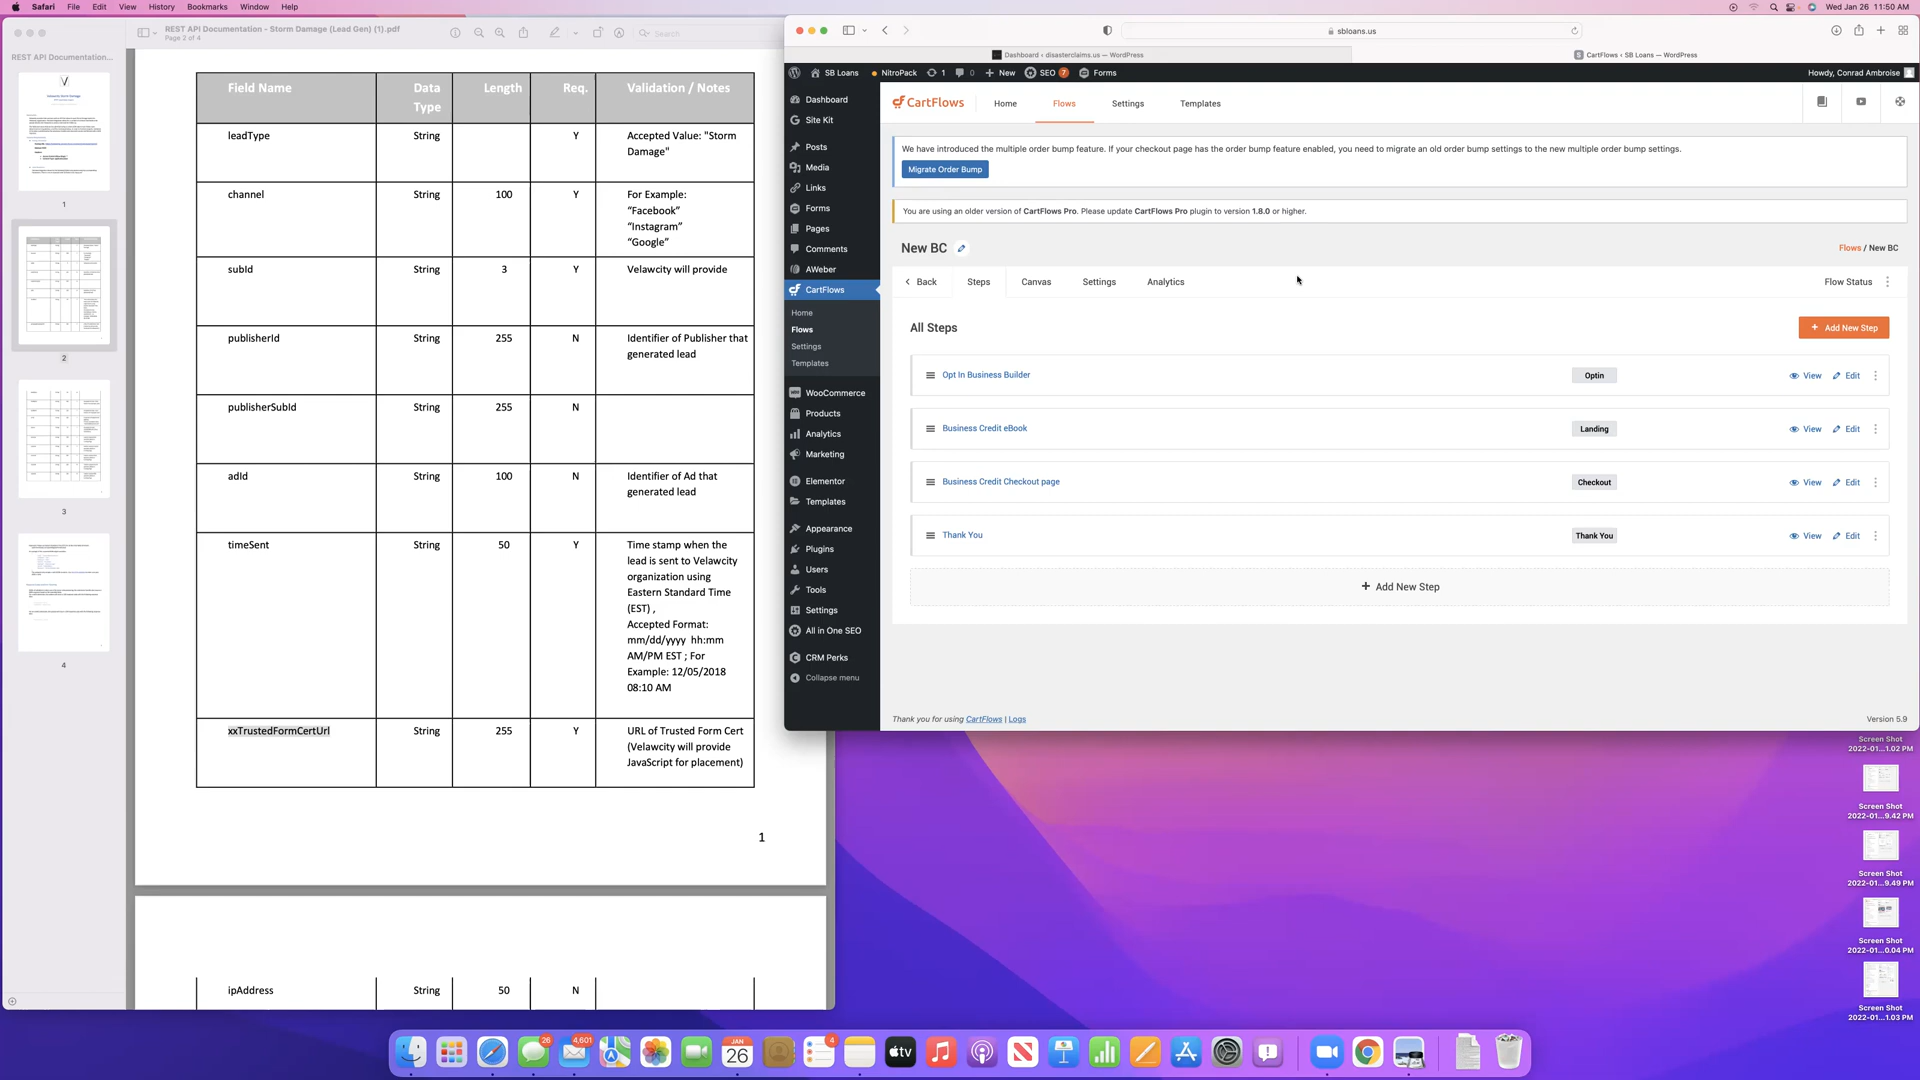 Safari File Edit View History Bookmarks Window Help
Wed Jan 26 11:50 AM
REST API Documentation...
1
2
3
4
REST API Documentation - Storm Damage (Lead Gen) (1).pdf
Page 2 of 4
Search
Field Name Data Type Length Req. Validation / Notes
leadType String Y Accepted Value: "Storm
Damage"
channel String 100 Y For Example:
“Facebook”
“Instagram”
“Google”
subId String 3 Y Velawcity will provide
publisherId String 255 N Identifier of Publisher that
generated lead
publisherSubId String 255 N
adId String 100 N Identifier of Ad that
generated lead
timeSent String 50 Y Time stamp when the
lead is sent to Velawcity
organization using
Eastern Standard Time
(EST) ,
Accepted Format:
mm/dd/yyyy hh:mm
AM/PM EST ; For
Example: 12/05/2018
08:10 AM
xxTrustedFormCertUrl String 255 Y URL of Trusted Form Cert
(Velawcity will provide
JavaScript for placement)
1
ipAddress String 50 N
sbloans.us
Dashboard ‹ disasterclaims.us — WordPress
CartFlows ‹ SB Loans — WordPress
SB Loans NitroPack 1 0 New SEO 7 Forms
Howdy, Conrad Ambroise
Dashboard
Site Kit
Posts
Media
Links
Forms
Pages
Comments
AWeber
CartFlows
Home
Flows
Settings
Templates
WooCommerce
Products
Analytics
Marketing
Elementor
Templates
Appearance
Plugins
Users
Tools
Settings
All in One SEO
CRM Perks
Collapse menu
CartFlows Home Flows Settings Templates
We have introduced the multiple order bump feature. If your checkout page has the order bump feature enabled, you need to migrate an old order bump settings to the new multiple order bump settings.
Migrate Order Bump
You are using an older version of CartFlows Pro. Please update CartFlows Pro plugin to version 1.8.0 or higher.
New BC
Flows / New BC
Back Steps Canvas Settings Analytics Flow Status
All Steps
Add New Step
Opt In Business Builder Optin View Edit
Business Credit eBook Landing View Edit
Business Credit Checkout page Checkout View Edit
Thank You Thank You View Edit
Add New Step
Thank you for using CartFlows | Logs
Version 5.9
Screen Shot
2022-01...1.02 PM
Screen Shot
2022-01...9.42 PM
Screen Shot
2022-01...9.49 PM
Screen Shot
2022-01...0.04 PM
Screen Shot
2022-01...1.03 PM
26
4,601
JAN
26
4
tv